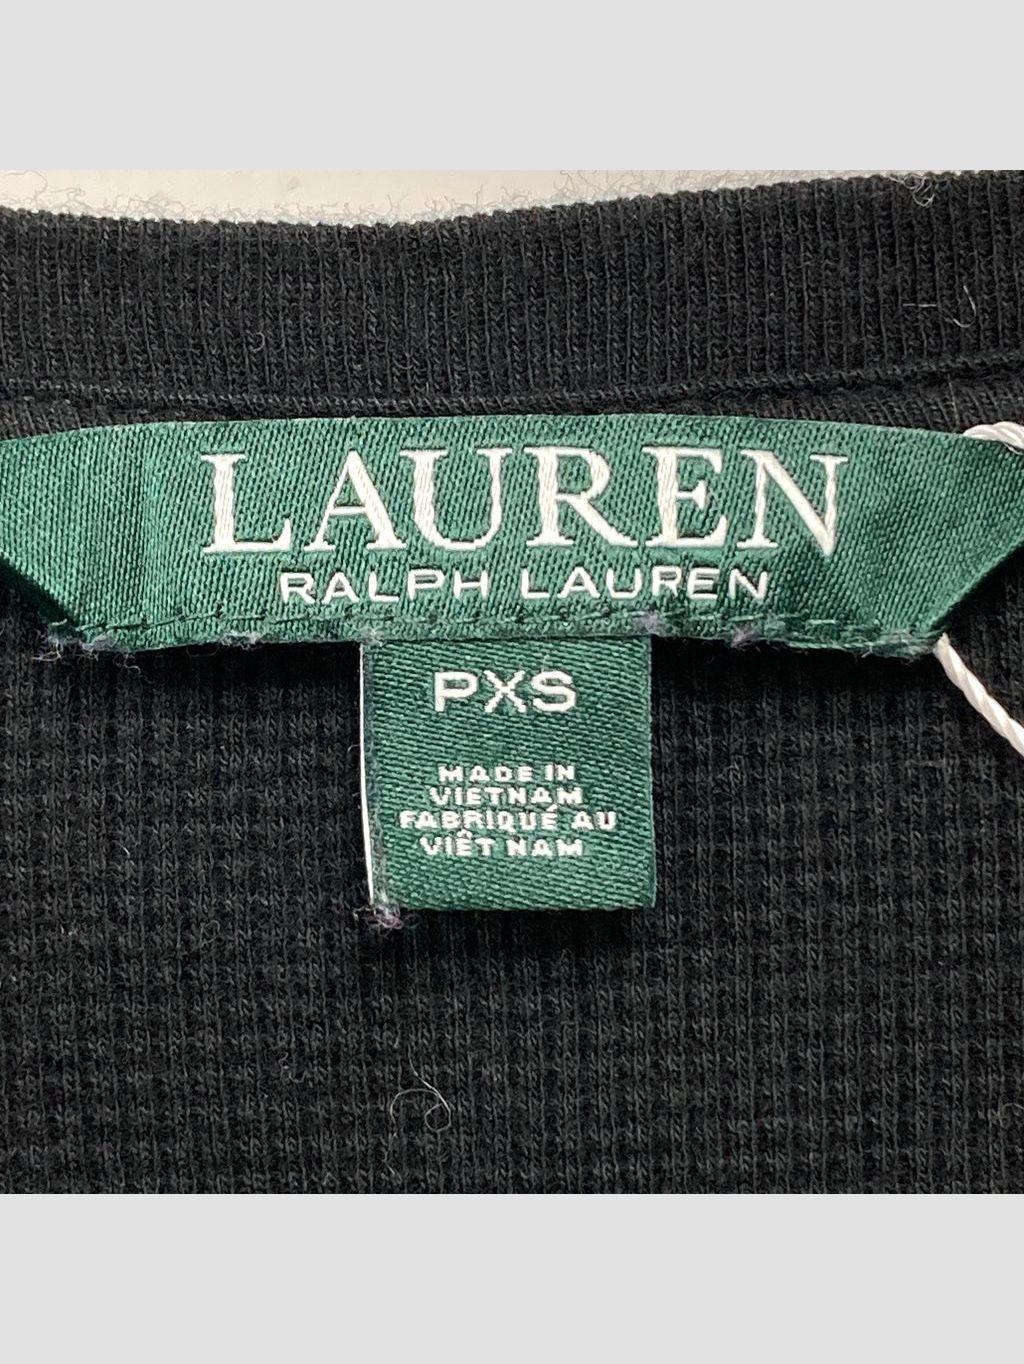 LAUREN
RALPH LAUREN
PXS
MADE IN
VIETNAM
FABRIQUÉ AU
VIÊT NAM